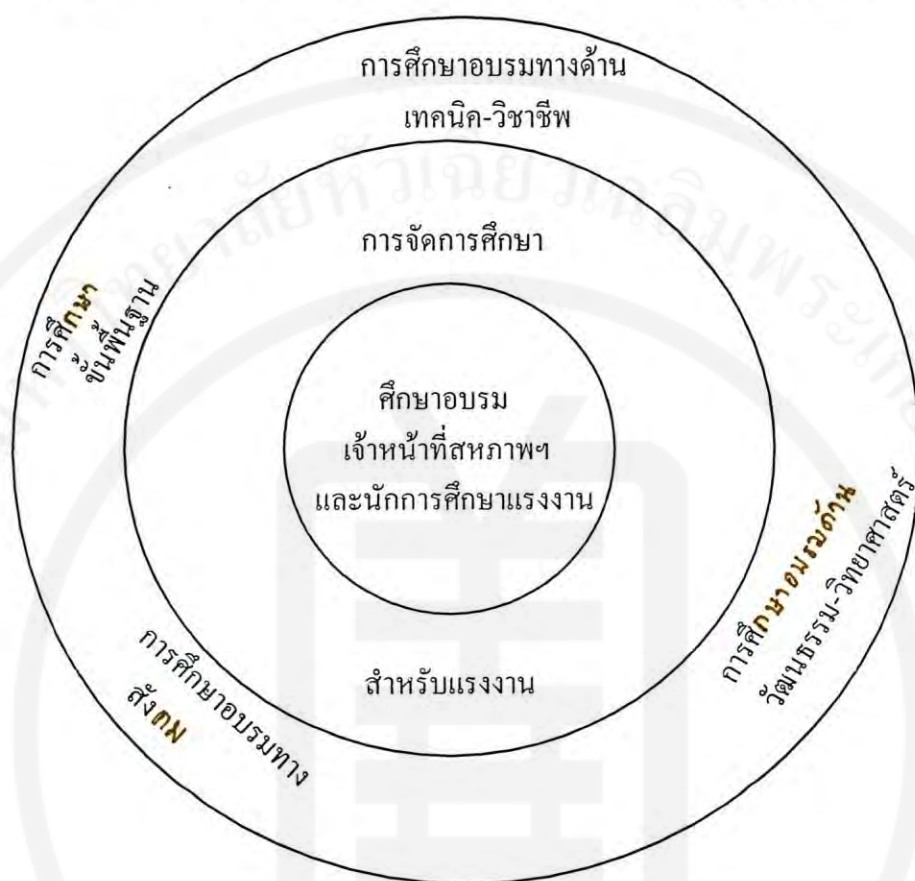 การศึกษาอบรมทางด้าน
เทคนิค-วิชาชีพ
การจัดการศึกษา
การศึกษา
ขั้นพื้นฐาน
ศึกษาอบรม
เจ้าหน้าที่สหภาพฯ
และนักการศึกษาแรงงาน
การศึกษาอบรมด้าน
วัฒนธรรม-วิทยาศาสตร์
สำหรับแรงงาน
การศึกษาอบรมทาง
สังคม